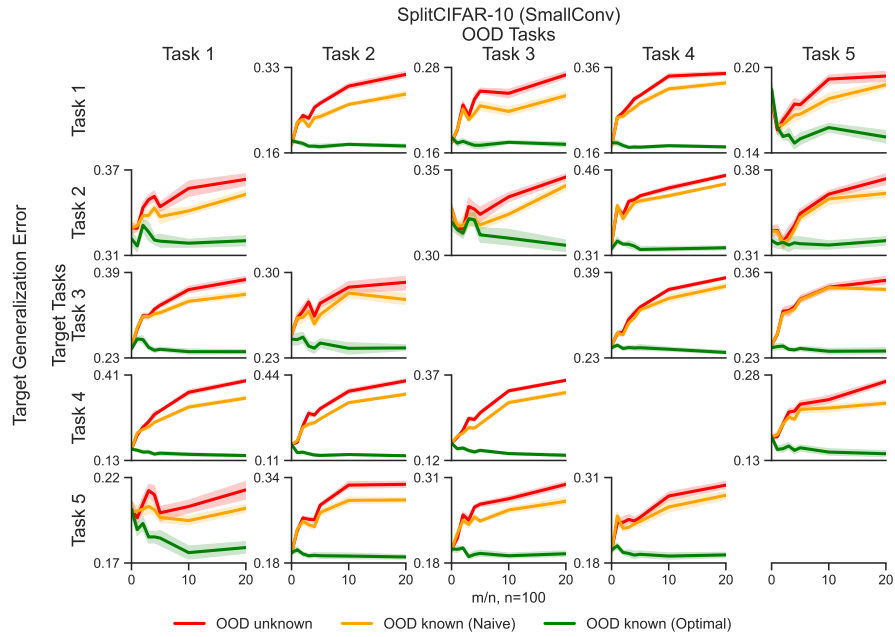 SplitCIFAR-10 (SmallConv)
OOD Tasks
Task 1
Task 2
Task 3
Task 4
Task 5
Target Generalization Error
Target Tasks
Task 1
0.33
0.16
0.28
0.16
0.36
0.16
0.20
0.14
Task 2
0.37
0.31
0.35
0.30
0.46
0.31
0.38
0.31
Task 3
0.39
0.23
0.30
0.23
0.39
0.23
0.36
0.23
Task 4
0.41
0.13
0.44
0.11
0.37
0.12
0.28
0.13
Task 5
0.22
0.17
0.34
0.18
0.31
0.18
0.31
0.18
0 10 20
0 10 20
0 10 20
0 10 20
0 10 20
m/n, n=100
OOD unknown
OOD known (Naive)
OOD known (Optimal)